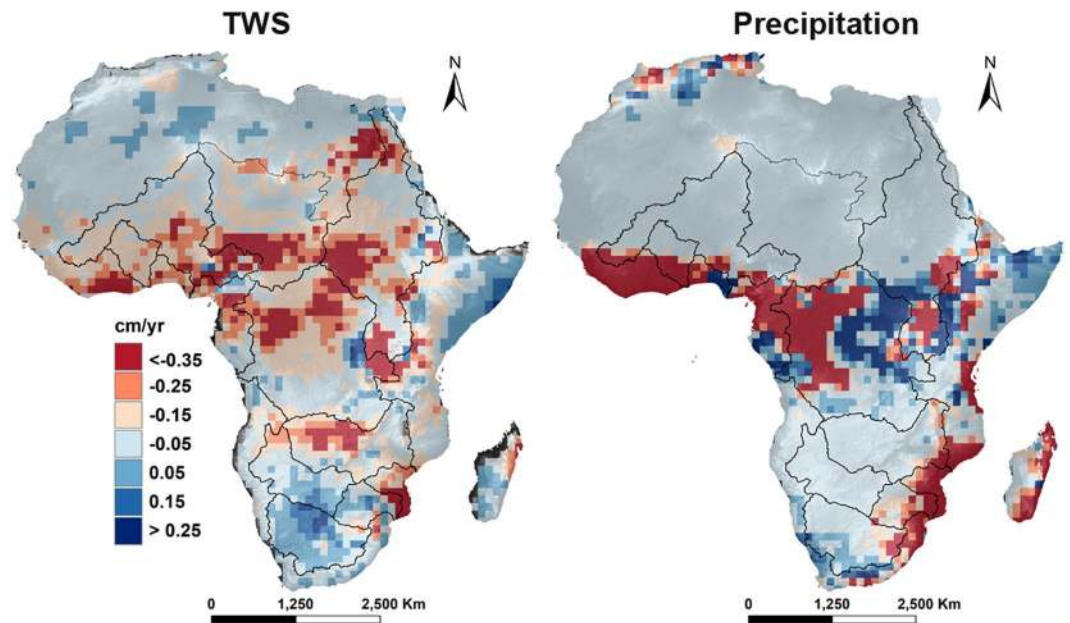 TWS
Precipitation
N
N
cm/yr
<-0.35
-0.25
-0.15
-0.05
0.05
0.15
> 0.25
0 1,250 2,500 Km
0 1,250 2,500 Km